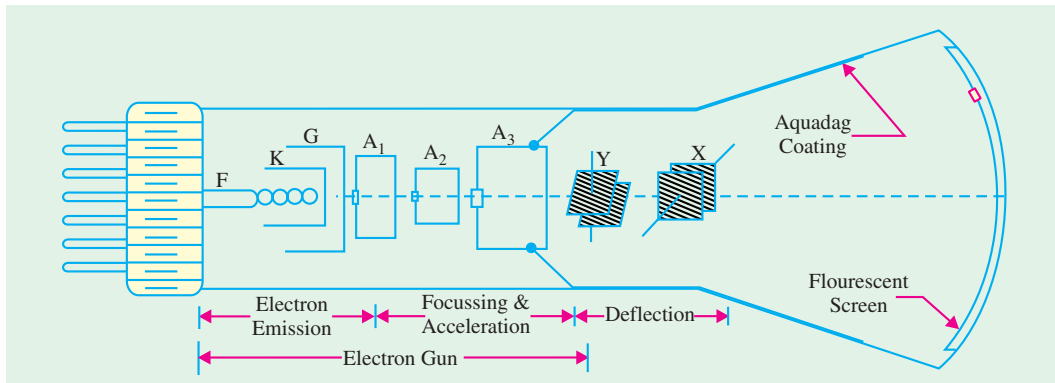 G
K
F
A1
A2
A3
Y
X
Aquadag
Coating
Flourescent
Screen
Electron
Emission
Focussing &
Acceleration
Deflection
Electron Gun